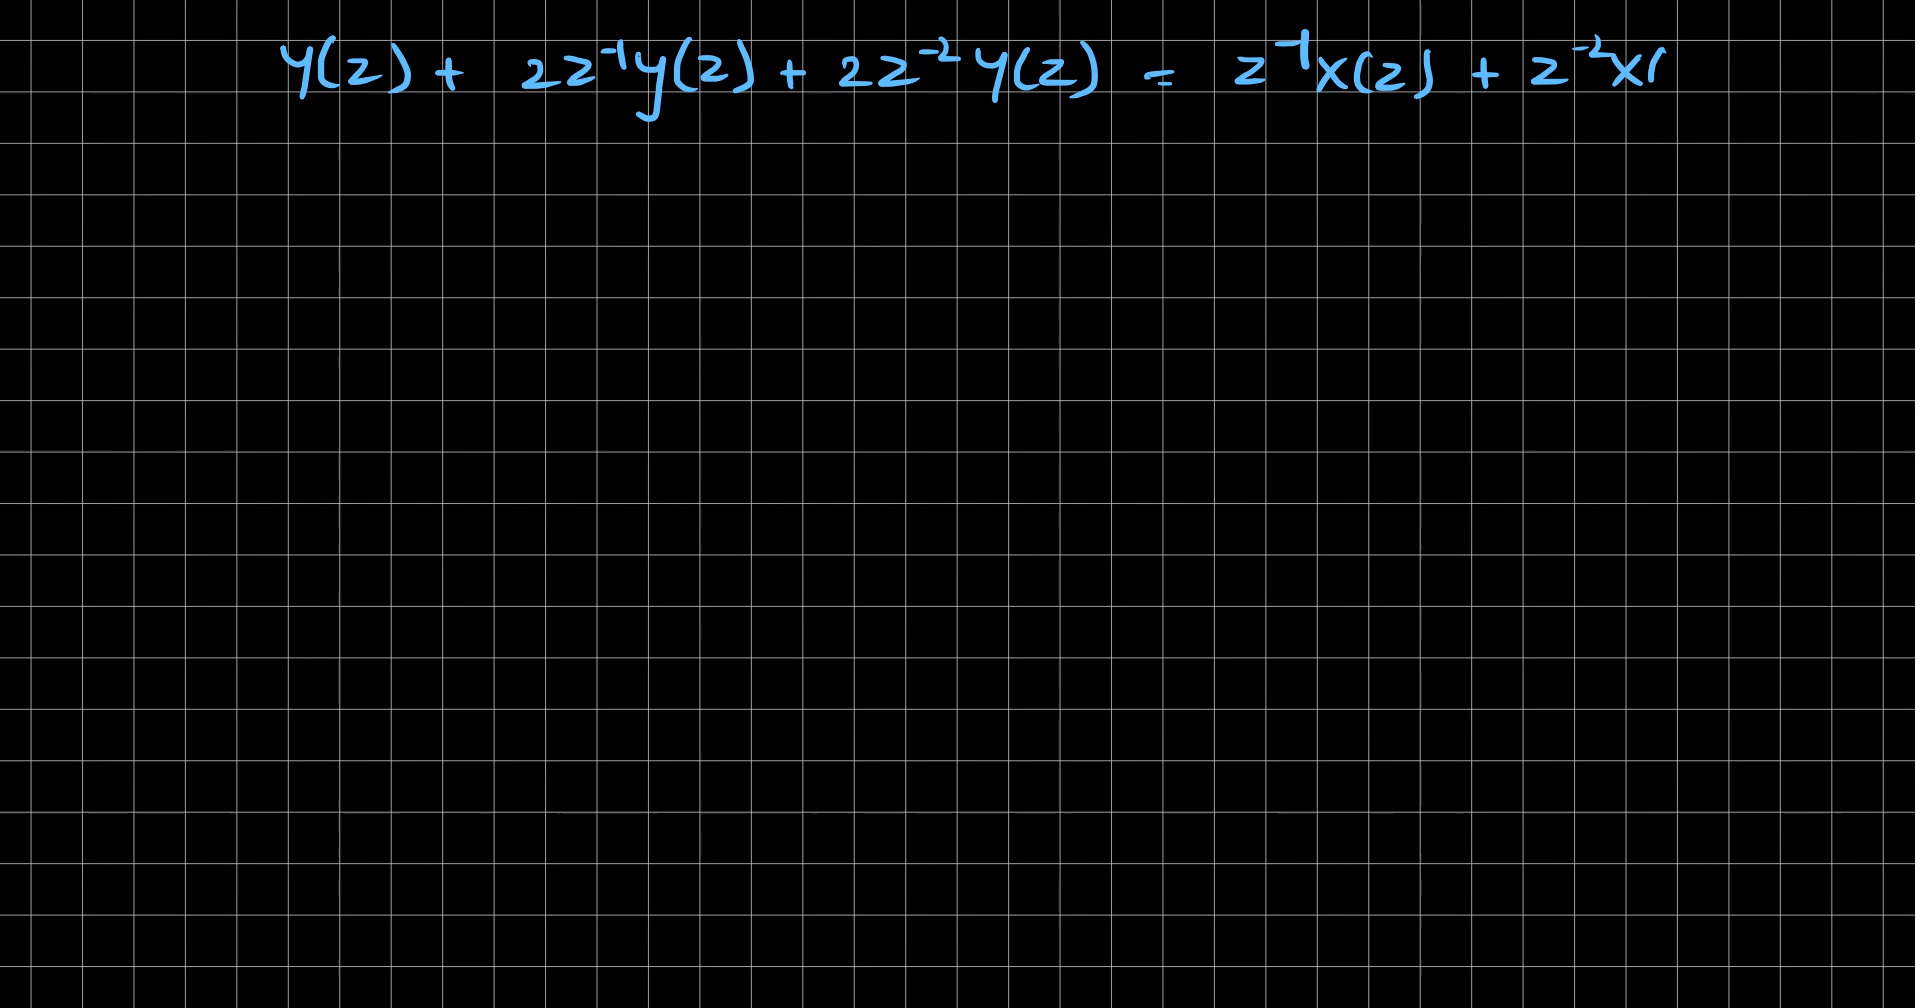 Y(z) + 2z⁻¹y(z) + 2z⁻²Y(z) = z⁻¹X(z) + z⁻²X(